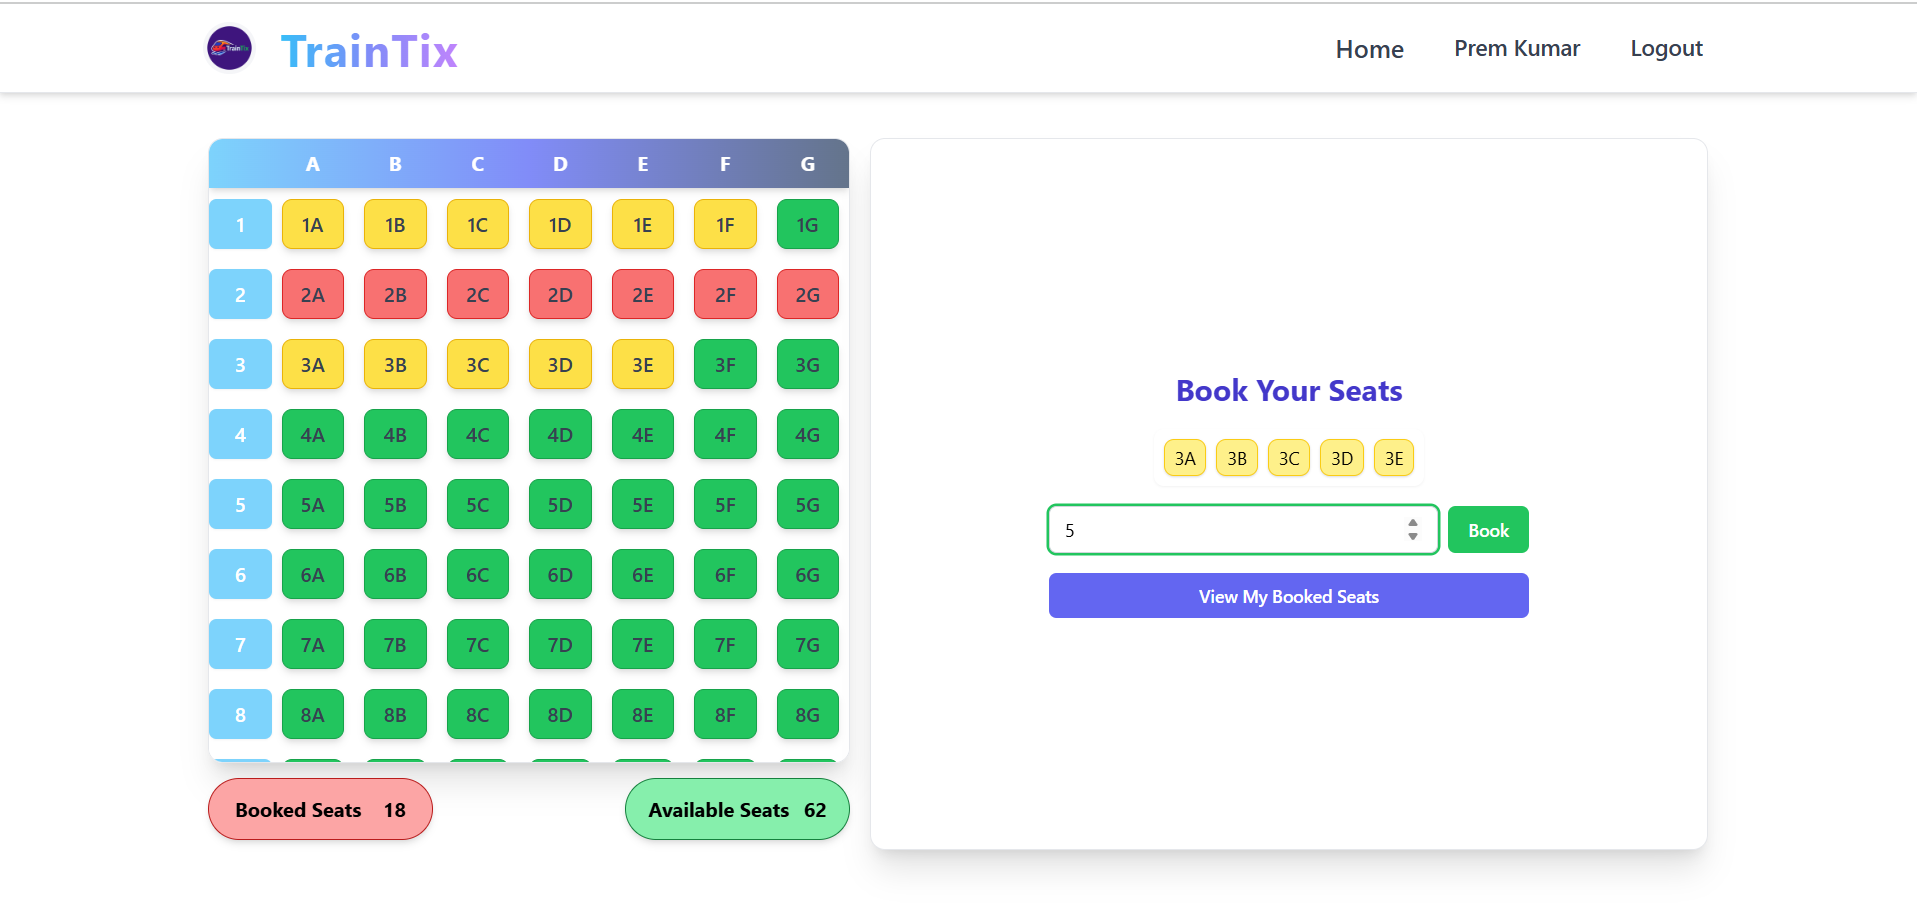 TrainTix
TrainTix
Home
Prem Kumar
Logout
A B C D E F G
1 1A 1B 1C 1D 1E 1F 1G
2 2A 2B 2C 2D 2E 2F 2G
3 3A 3B 3C 3D 3E 3F 3G
4 4A 4B 4C 4D 4E 4F 4G
5 5A 5B 5C 5D 5E 5F 5G
6 6A 6B 6C 6D 6E 6F 6G
7 7A 7B 7C 7D 7E 7F 7G
8 8A 8B 8C 8D 8E 8F 8G
Booked Seats 18
Available Seats 62
Book Your Seats
3A 3B 3C 3D 3E
5
Book
View My Booked Seats